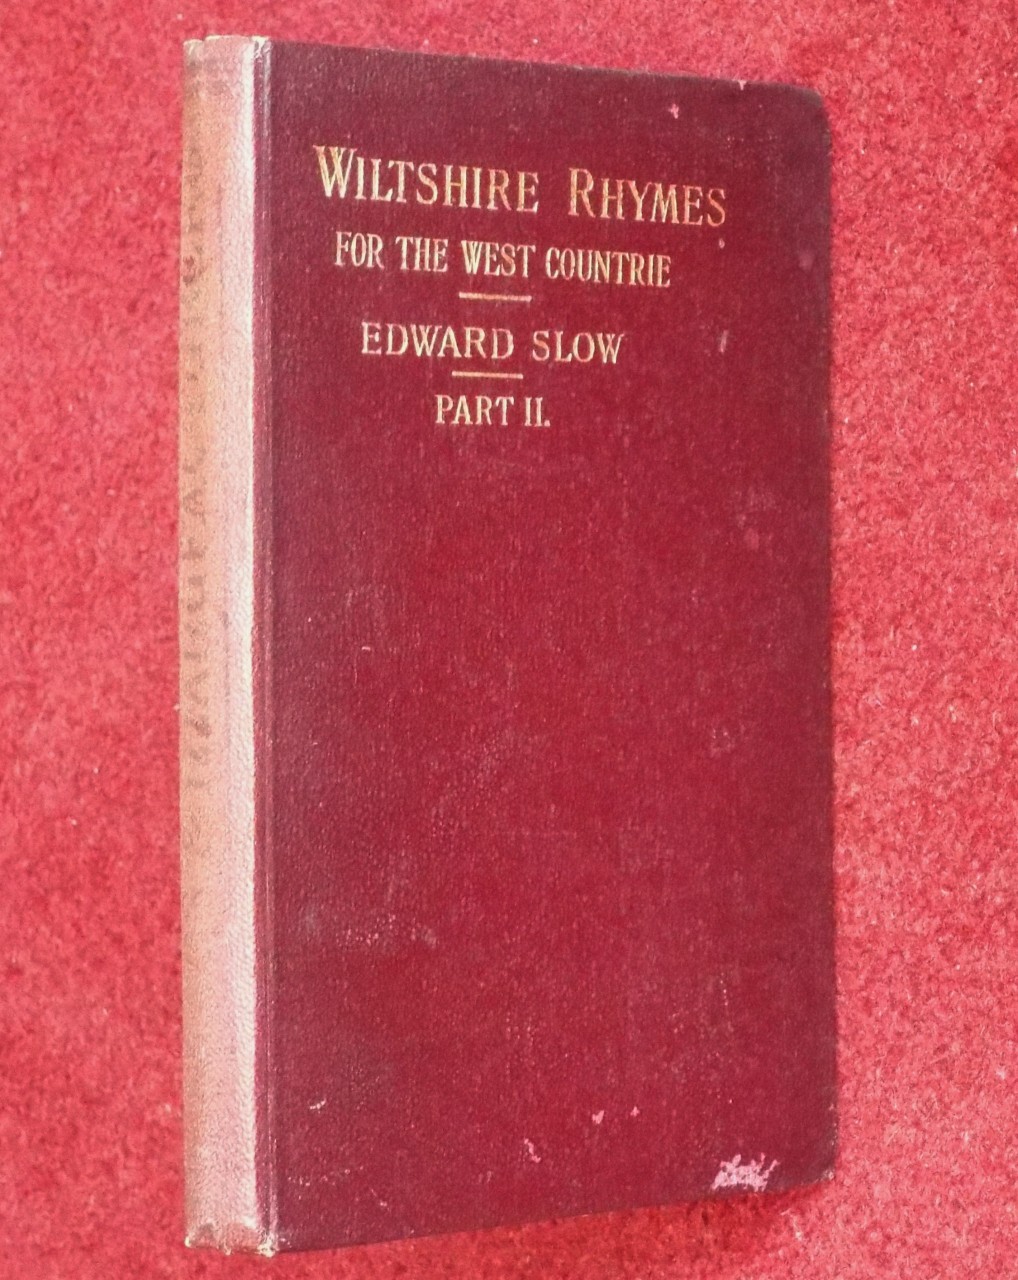 WILTSHIRE RHYMES
FOR THE WEST COUNTRIE
EDWARD SLOW
PART II.